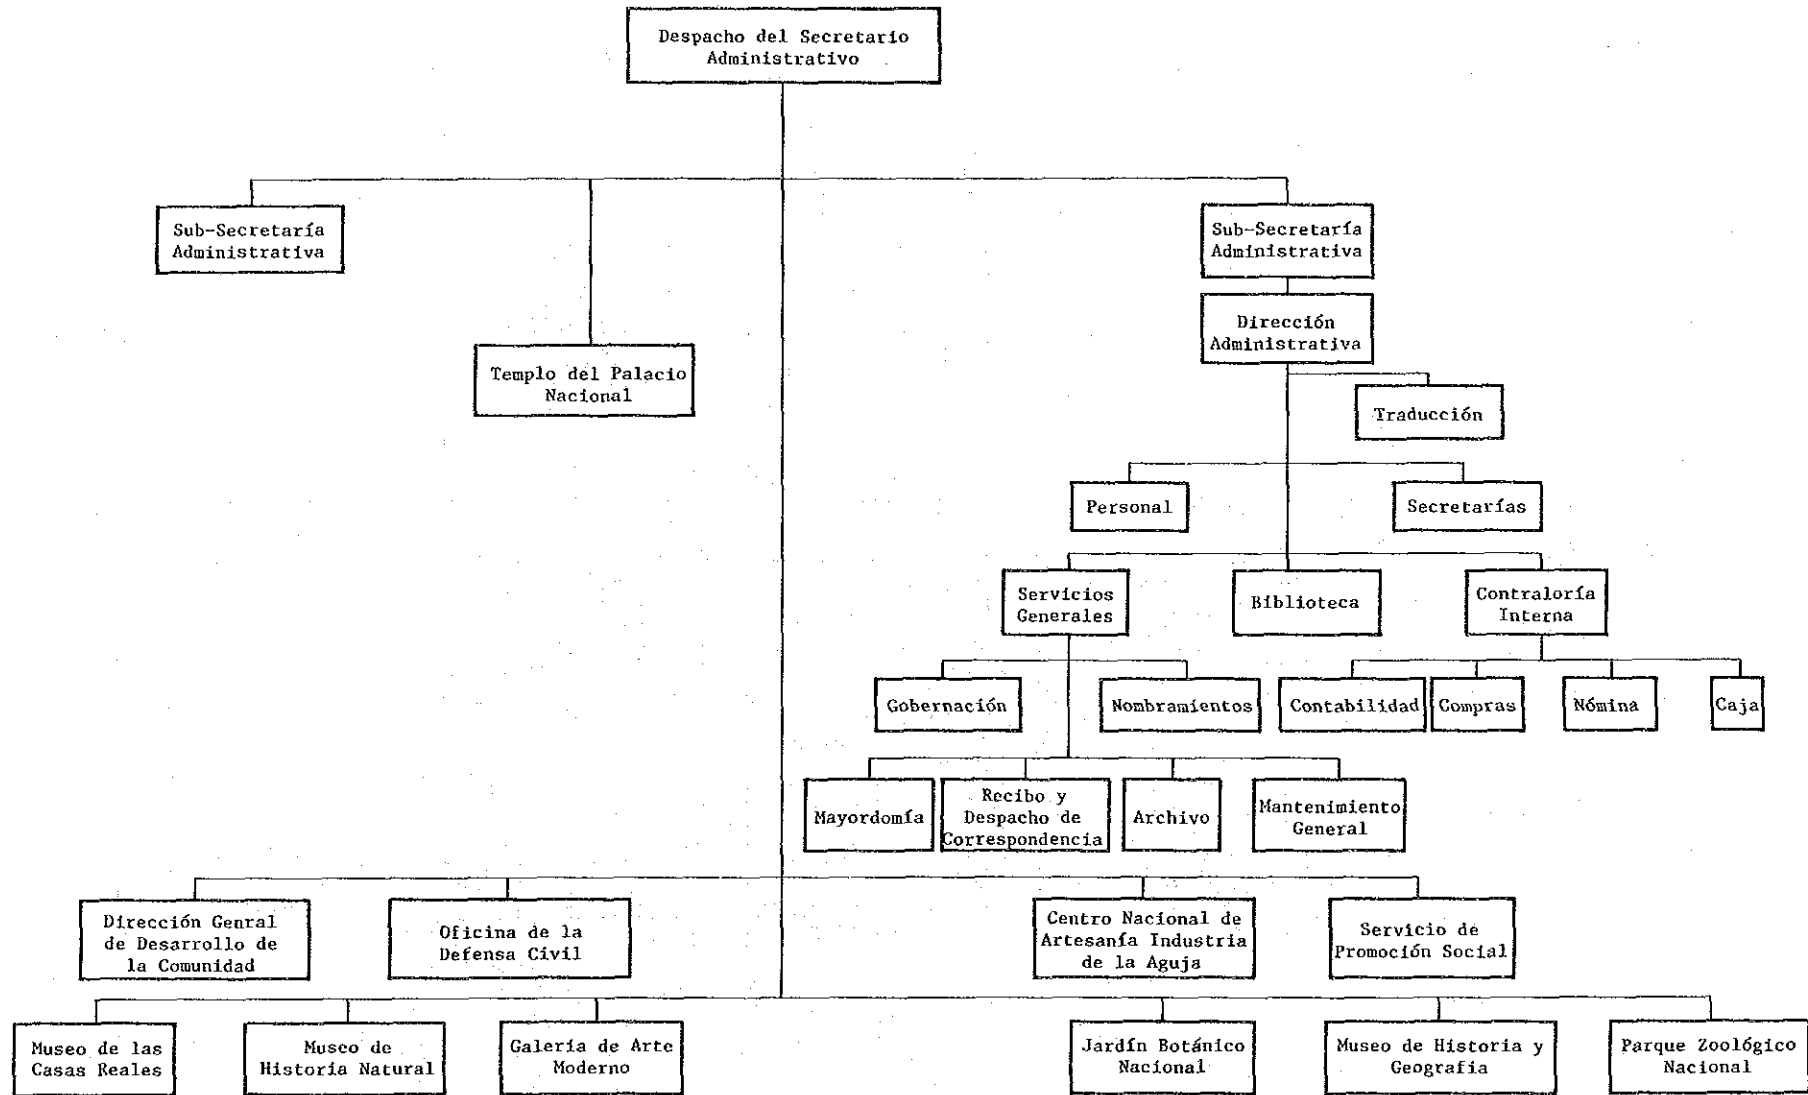 Despacho del Secretario
Administrativo
Sub-Secretaría
Administrativa
Sub-Secretaría
Administrativa
Dirección
Administrativa
Templo del Palacio
Nacional
Traducción
Personal
Secretarías
Servicios
Generales
Biblioteca
Contraloría
Interna
Gobernación
Nombramientos
Contabilidad
Compras
Nómina
Caja
Mayordomía
Recibo y
Despacho de
Correspondencia
Archivo
Mantenimiento
General
Dirección Genral
de Desarrollo de
la Comunidad
Oficina de la
Defensa Civil
Centro Nacional de
Artesanía Industria
de la Aguja
Servicio de
Promoción Social
Museo de las
Casas Reales
Museo de
Historia Natural
Galería de Arte
Moderno
Jardín Botánico
Nacional
Museo de Historia y
Geografia
Parque Zoológico
Nacional